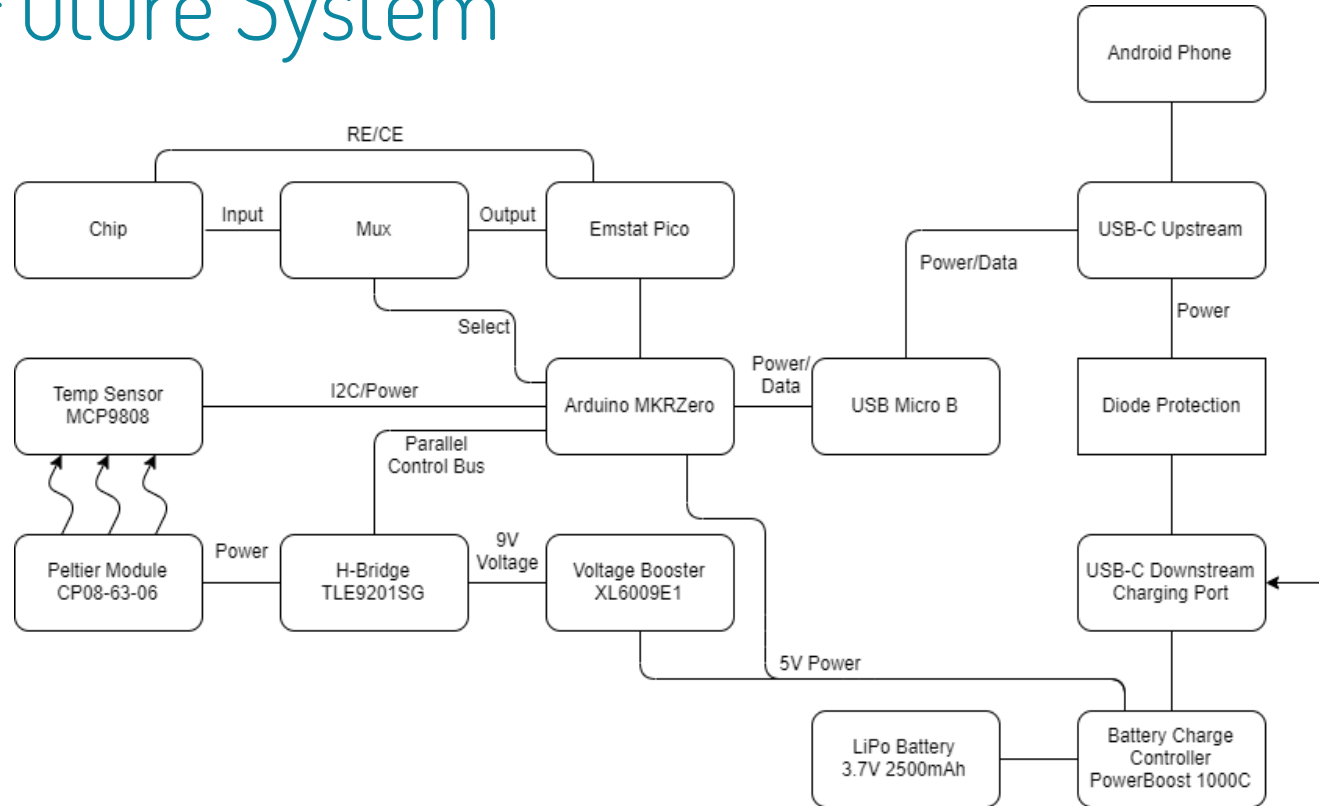 Future System
Android Phone
RE/CE
Chip
Input
Mux
Output
Emstat Pico
USB-C Upstream
Power/Data
Select
Power
Temp Sensor
MCP9808
I2C/Power
Arduino MKRZero
Power/
Data
USB Micro B
Diode Protection
Parallel
Control Bus
Peltier Module
CP08-63-06
Power
H-Bridge
TLE9201SG
9V
Voltage
Voltage Booster
XL6009E1
USB-C Downstream
Charging Port
5V Power
LiPo Battery
3.7V 2500mAh
Battery Charge
Controller
PowerBoost 1000C